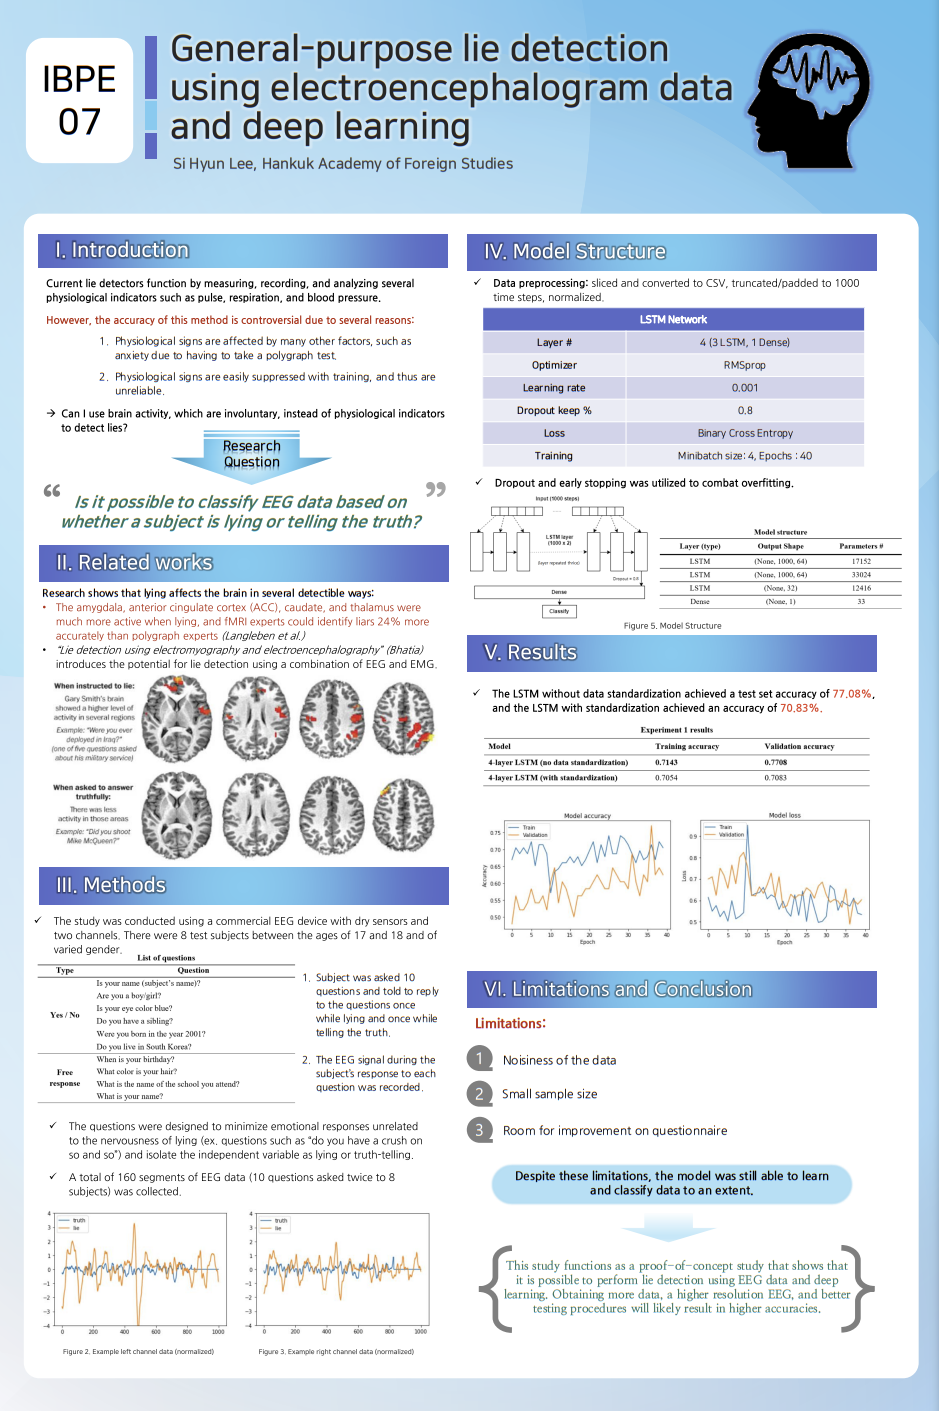 IBPE
07
General-purpose lie detection
using electroencephalogram data
and deep learning
Si Hyun Lee, Hankuk Academy of Foreign Studies
I. Introduction
Current lie detectors function by measuring, recording, and analyzing several
physiological indicators such as pulse, respiration, and blood pressure.
However, the accuracy of this method is controversial due to several reasons:
1. Physiological signs are affected by many other factors, such as
anxiety due to having to take a polygraph test.
2. Physiological signs are easily suppressed with training, and thus are
unreliable.
→ Can I use brain activity, which are involuntary, instead of physiological indicators
to detect lies?
Research
Question
“ Is it possible to classify EEG data based on ”
whether a subject is lying or telling the truth?
II. Related works
Research shows that lying affects the brain in several detectible ways:
• The amygdala, anterior cingulate cortex (ACC), caudate, and thalamus were
much more active when lying, and fMRI experts could identify liars 24% more
accurately than polygraph experts (Langleben et al.)
• “Lie detection using electromyography and electroencephalography” (Bhatia)
introduces the potential for lie detection using a combination of EEG and EMG.
When instructed to lie:
Gary Smith's brain
showed a higher level of
activity in several regions
Example: "Were you ever
deployed in Iraq?"
(one of five questions asked
about his military service)
When asked to answer
truthfully:
There was less
activity in those areas
Example: "Did you shoot
Mike McQueen?"
III. Methods
✓ The study was conducted using a commercial EEG device with dry sensors and
two channels. There were 8 test subjects between the ages of 17 and 18 and of
varied gender.
List of questions
Type Question
Is your name (subject's name)?
Are you a boy/girl?
Is your eye color blue?
Yes / No
Do you have a sibling?
Were you born in the year 2001?
Do you live in South Korea?
When is your birthday?
Free What color is your hair?
response What is the name of the school you attend?
What is your name?
1. Subject was asked 10
questions and told to reply
to the questions once
while lying and once while
telling the truth.
2. The EEG signal during the
subject's response to each
question was recorded.
✓ The questions were designed to minimize emotional responses unrelated
to the nervousness of lying (ex. questions such as “do you have a crush on
so and so”) and isolate the independent variable as lying or truth-telling.
✓ A total of 160 segments of EEG data (10 questions asked twice to 8
subjects) was collected.
truth
lie
4
3
2
1
0
−1
−2
−3
−4
0 200 400 600 800 1000
Figure 2. Example left channel data (normalized)
truth
lie
4
3
2
1
0
−1
−2
−3
−4
0 200 400 600 800 1000
Figure 3. Example right channel data (normalized)
IV. Model Structure
✓ Data preprocessing: sliced and converted to CSV, truncated/padded to 1000
time steps, normalized.
LSTM Network
Layer # 4 (3 LSTM, 1 Dense)
Optimizer RMSprop
Learning rate 0.001
Dropout keep % 0.8
Loss Binary Cross Entropy
Training Minibatch size: 4, Epochs : 40
✓ Dropout and early stopping was utilized to combat overfitting.
Input (1000 steps)
LSTM layer
(1000 x 2)
(layer repeated thrice)
Dropout = 0.8
Dense
Classify
Model structure
Layer (type) Output Shape Parameters #
LSTM (None, 1000, 64) 17152
LSTM (None, 1000, 64) 33024
LSTM (None, 32) 12416
Dense (None, 1) 33
Figure 5. Model Structure
V. Results
✓ The LSTM without data standardization achieved a test set accuracy of 77.08%,
and the LSTM with standardization achieved an accuracy of 70.83%.
Experiment 1 results
Model Training accuracy Validation accuracy
4-layer LSTM (no data standardization) 0.7143 0.7708
4-layer LSTM (with standardization) 0.7054 0.7083
Model accuracy
Train
Validation
Accuracy
0.75
0.70
0.65
0.60
0.55
0.50
0 5 10 15 20 25 30 35 40
Epoch
Model loss
Train
Validation
Loss
0.9
0.8
0.7
0.6
0.5
0 5 10 15 20 25 30 35 40
Epoch
VI. Limitations and Conclusion
Limitations:
1 Noisiness of the data
2 Small sample size
3 Room for improvement on questionnaire
Despite these limitations, the model was still able to learn
and classify data to an extent.
This study functions as a proof-of-concept study that shows that
it is possible to perform lie detection using EEG data and deep
learning. Obtaining more data, a higher resolution EEG, and better
testing procedures will likely result in higher accuracies.